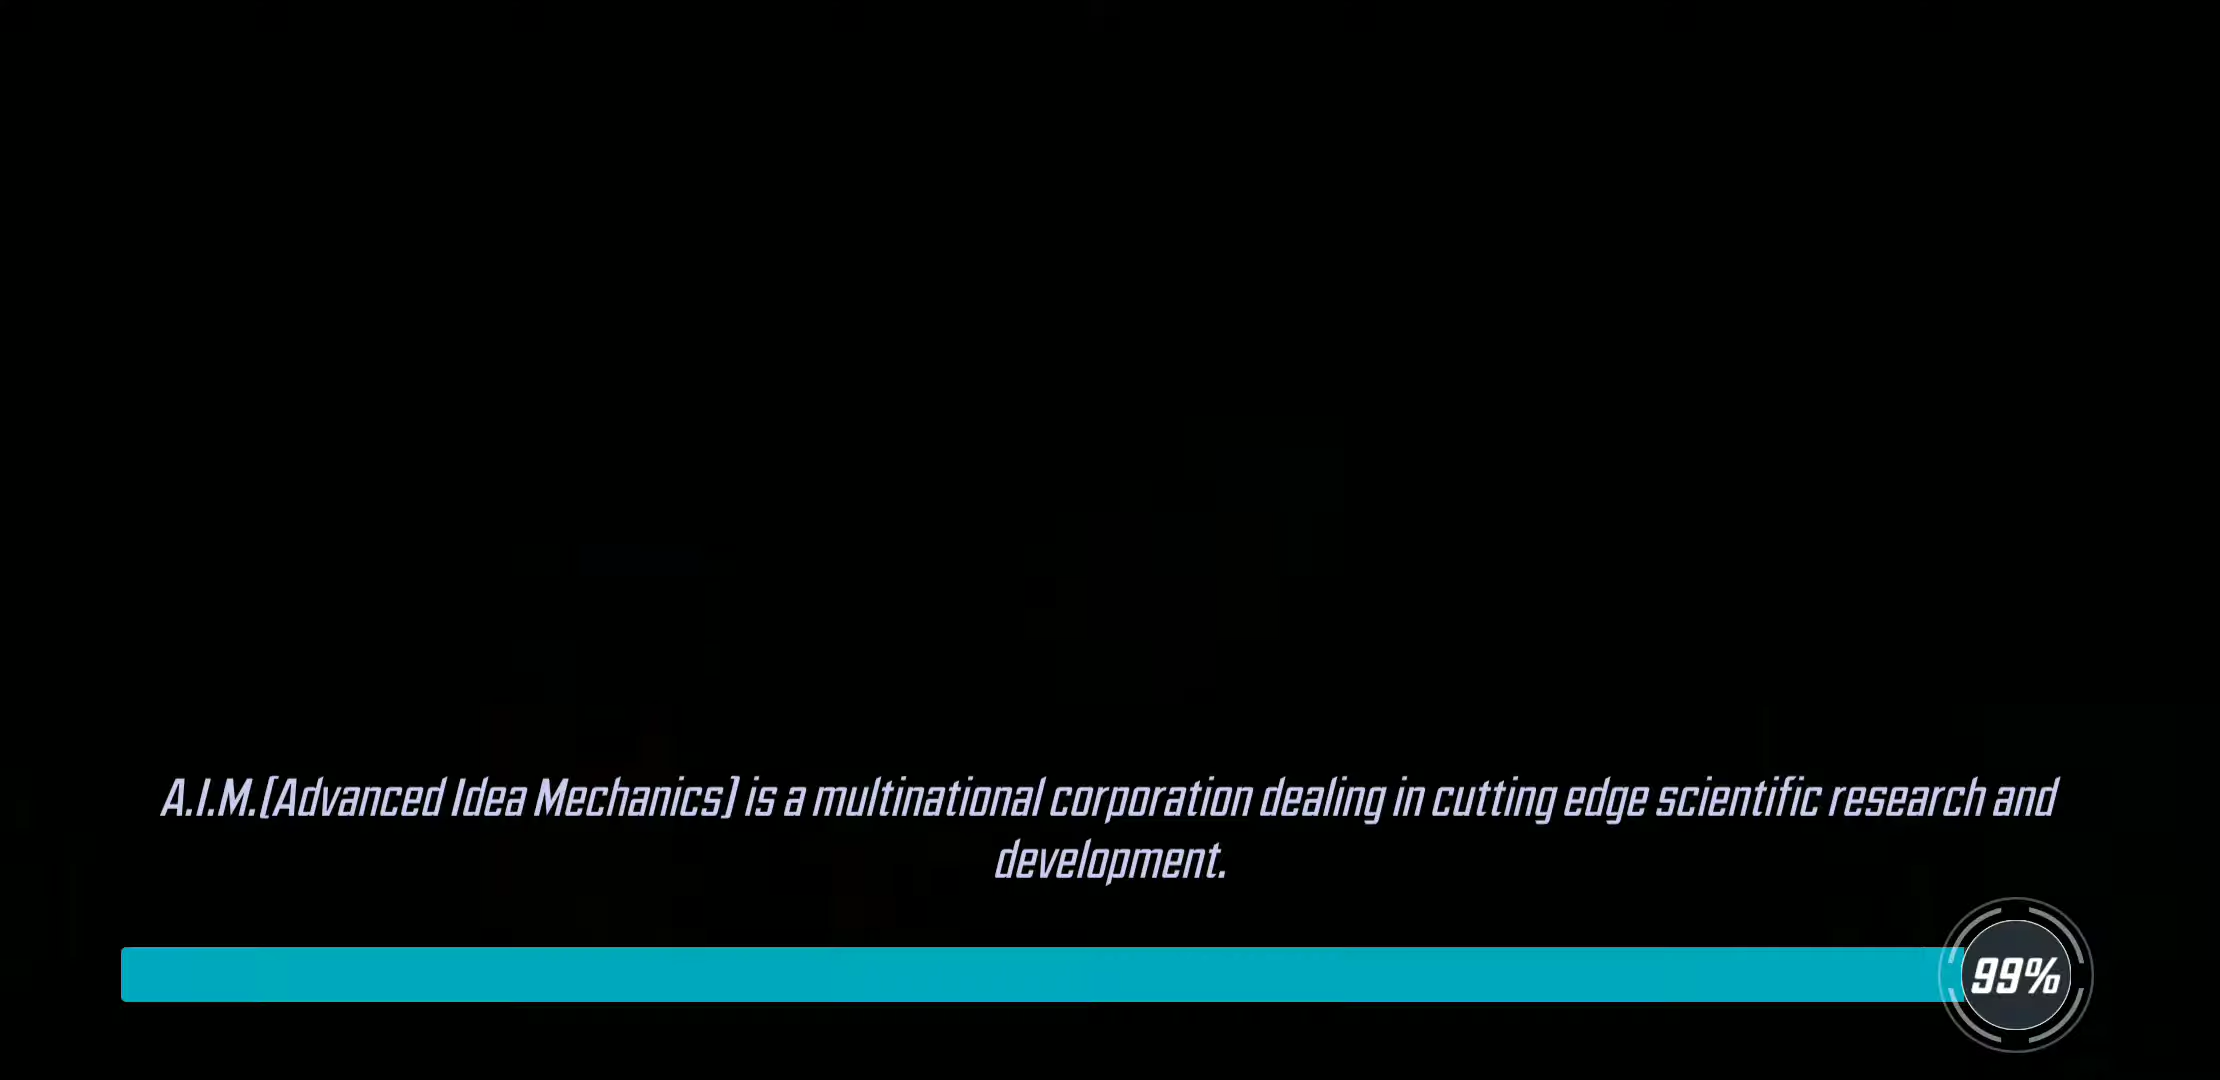 A.I.M.(Advanced Idea Mechanics) is a multinational corporation dealing in cutting edge scientific research and
development.
99%